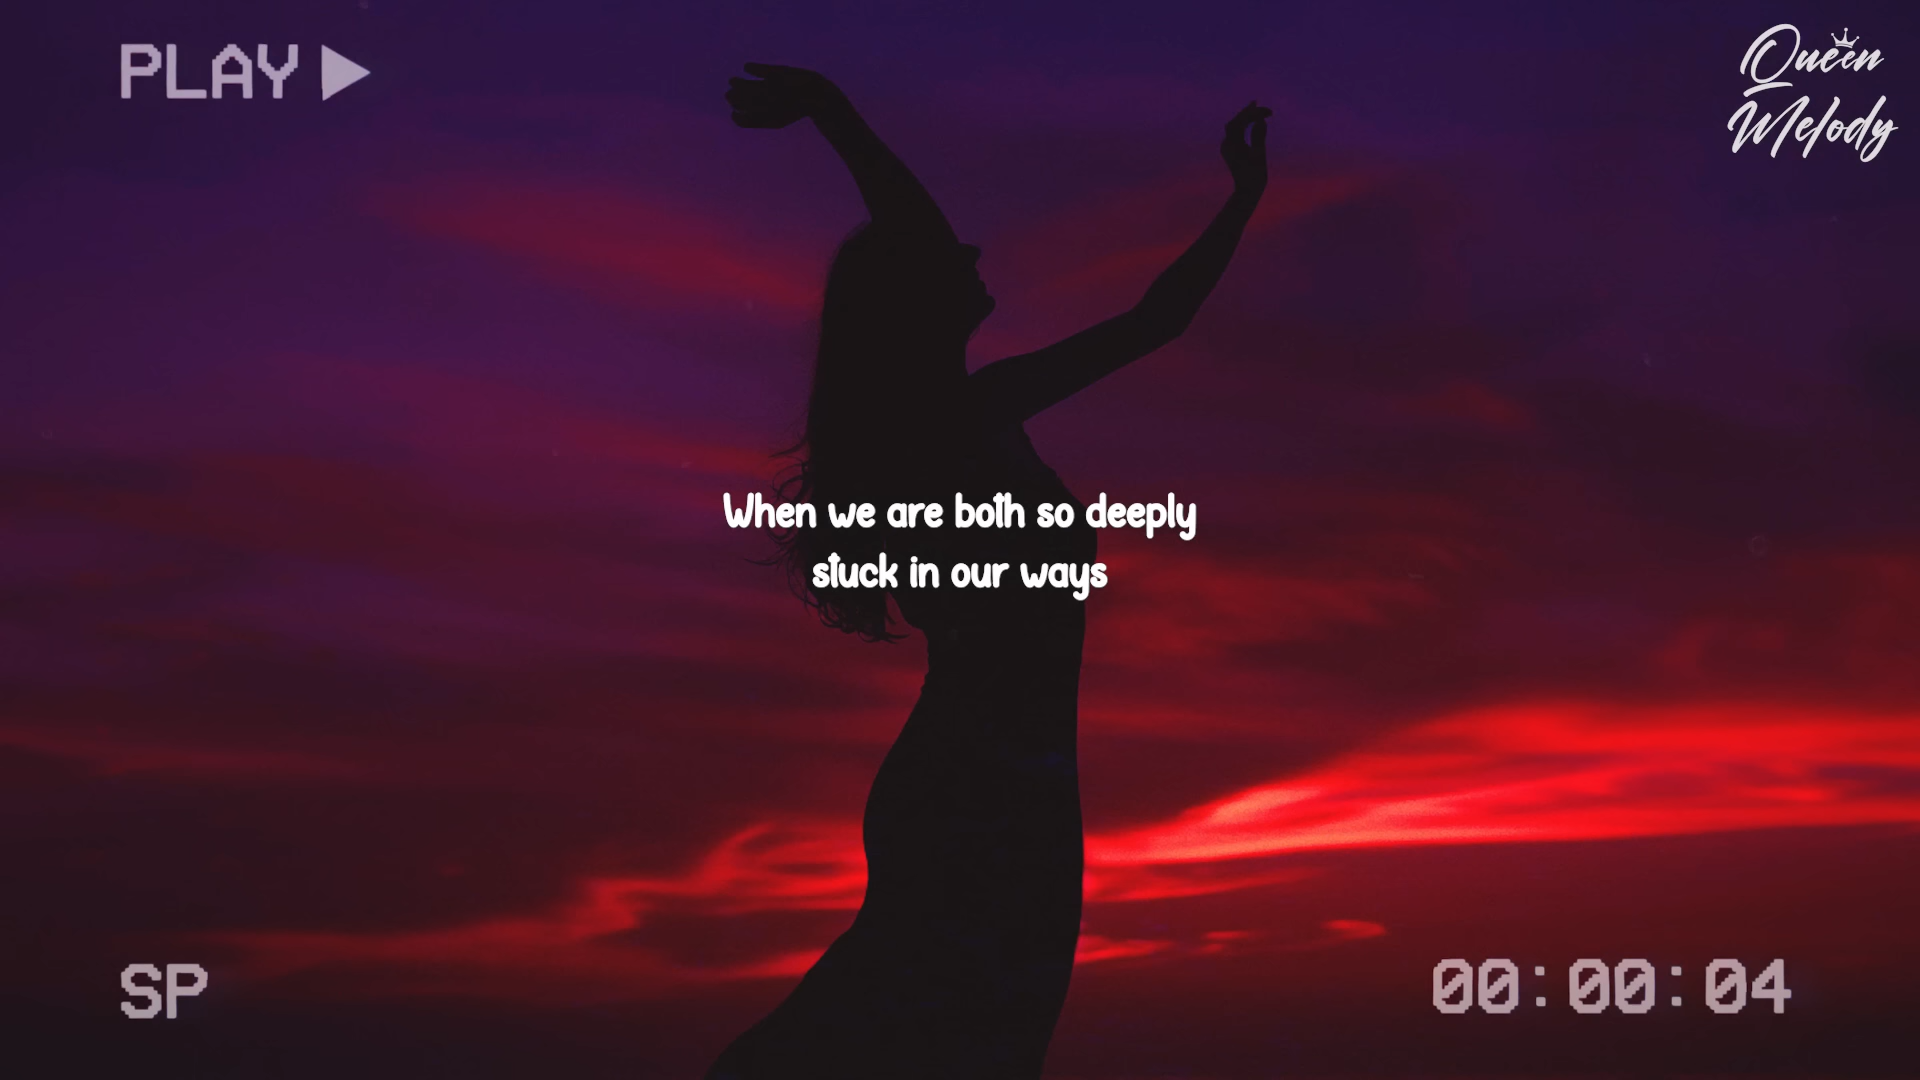 PLAY
Queen
Melody
When we are both so deeply
stuck in our ways
SP
00:00:04